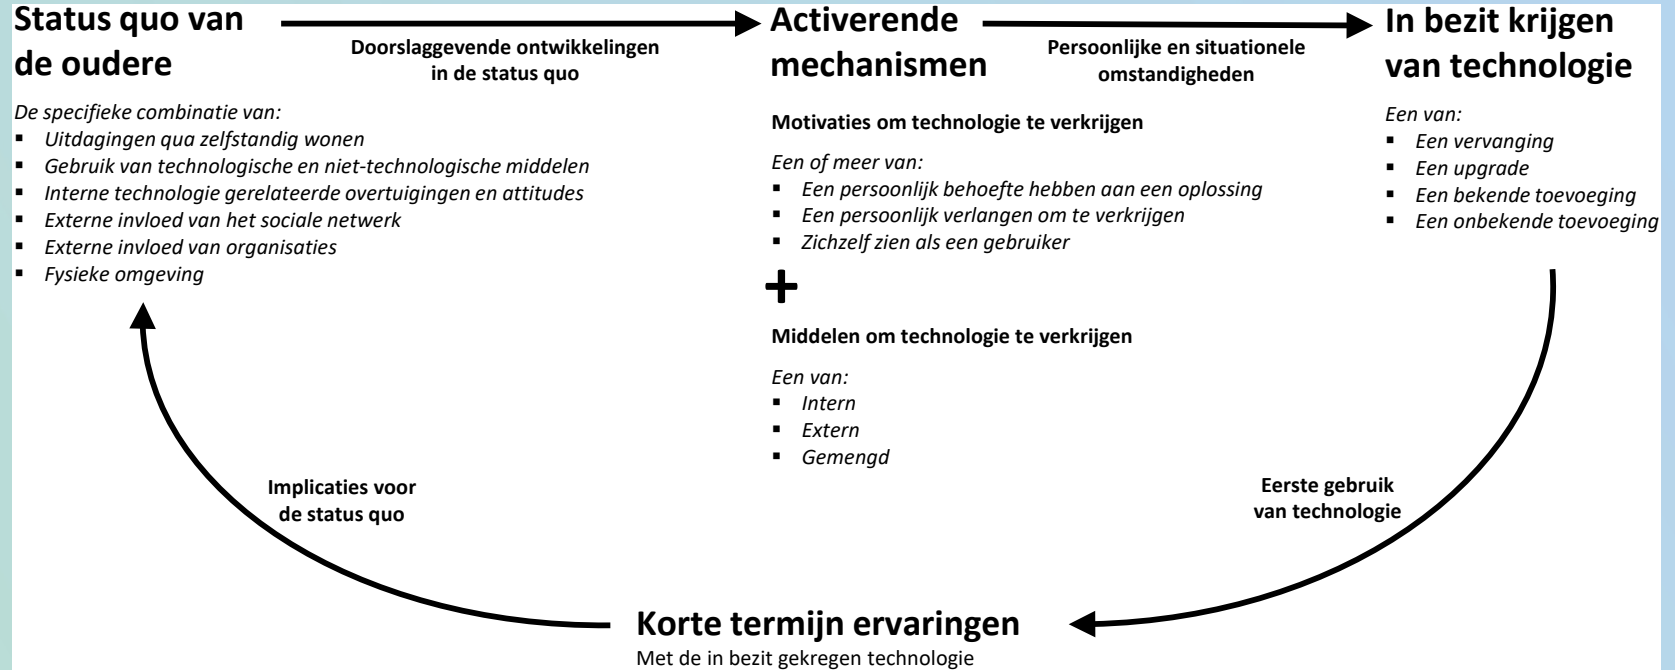 Status quo van
de oudere
De specifieke combinatie van:
▪ Uitdagingen qua zelfstandig wonen
▪ Gebruik van technologische en niet-technologische middelen
▪ Interne technologie gerelateerde overtuigingen en attitudes
▪ Externe invloed van het sociale netwerk
▪ Externe invloed van organisaties
▪ Fysieke omgeving
Doorslaggevende ontwikkelingen
in de status quo
Activerende
mechanismen
Motivaties om technologie te verkrijgen
Een of meer van:
▪ Een persoonlijk behoefte hebben aan een oplossing
▪ Een persoonlijk verlangen om te verkrijgen
▪ Zichzelf zien als een gebruiker
+
Middelen om technologie te verkrijgen
Een van:
▪ Intern
▪ Extern
▪ Gemengd
Persoonlijke en situationele
omstandigheden
In bezit krijgen
van technologie
Een van:
▪ Een vervanging
▪ Een upgrade
▪ Een bekende toevoeging
▪ Een onbekende toevoeging
Eerste gebruik
van technologie
Korte termijn ervaringen
Met de in bezit gekregen technologie
Implicaties voor
de status quo